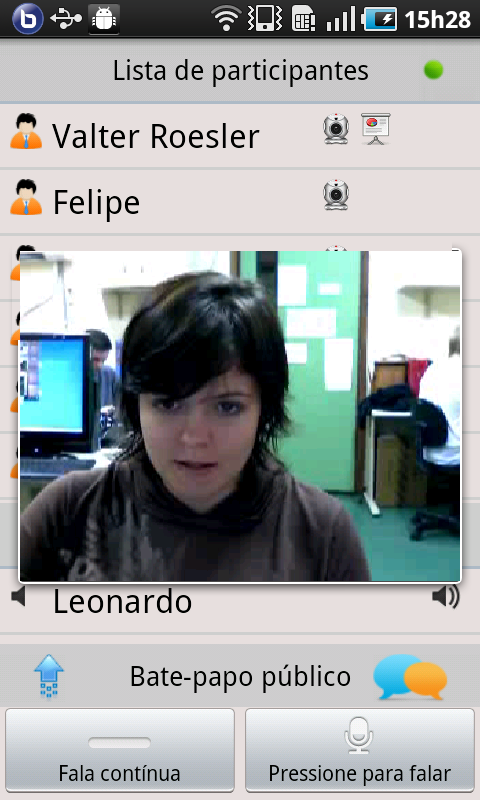 15h28
Lista de participantes
Valter Roesler
Felipe
Leonardo
Bate-papo público
Fala contínua
Pressione para falar